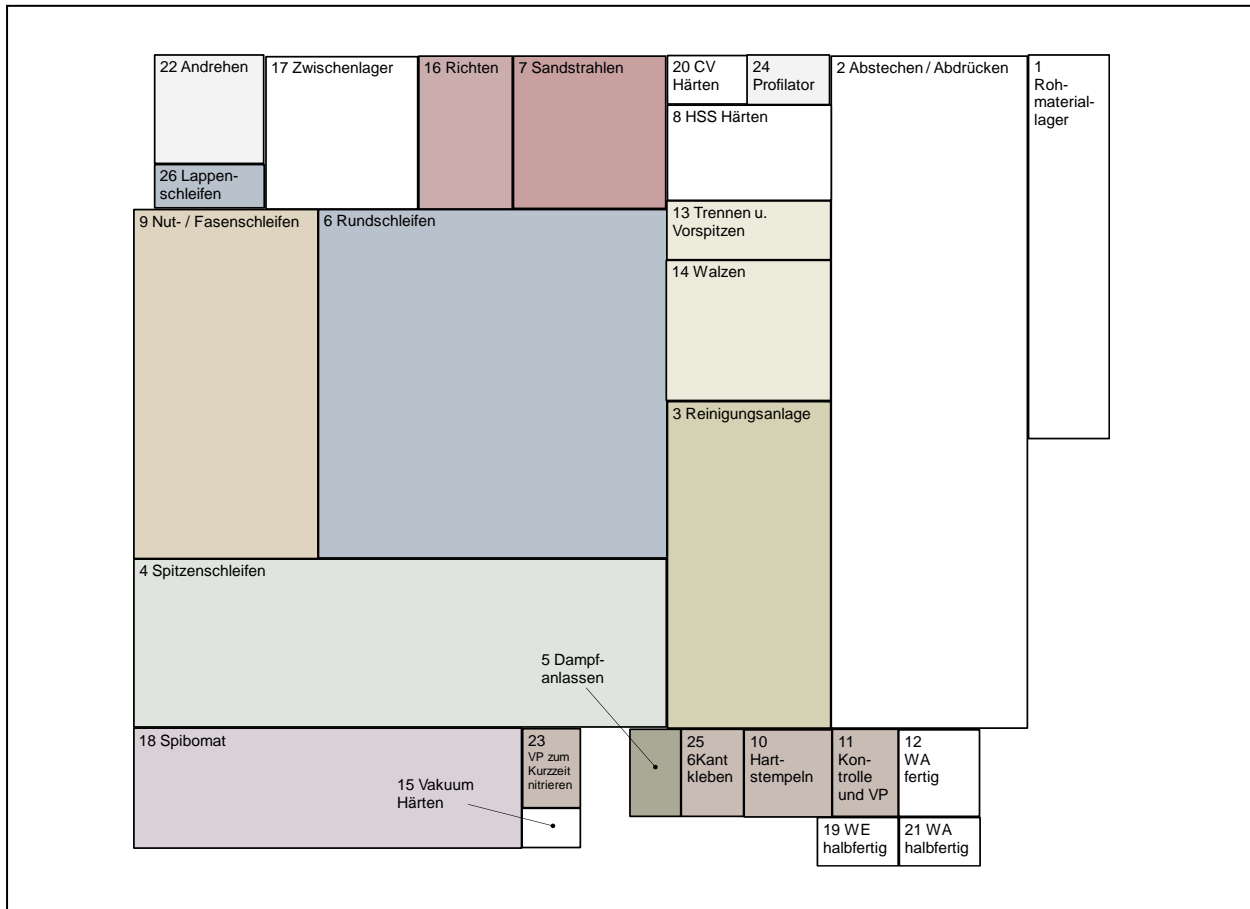 22 Andrehen
17 Zwischenlager
16 Richten
7 Sandstrahlen
20 CV
Härten
24
Profilator
2 Abstechen / Abdrücken
1
Roh-
material-
lager
8 HSS Härten
26 Lappen-
schleifen
9 Nut- / Fasenschleifen
6 Rundschleifen
13 Trennen u.
Vorspitzen
14 Walzen
3 Reinigungsanlage
4 Spitzenschleifen
5 Dampf-
anlassen
18 Spibomat
23
VP zum
Kurzzeit
nitrieren
15 Vakuum
Härten
25
6Kant
kleben
10
Hart-
stempeln
11
Kon-
trolle
und VP
12
WA
fertig
19 WE
halbfertig
21 WA
halbfertig